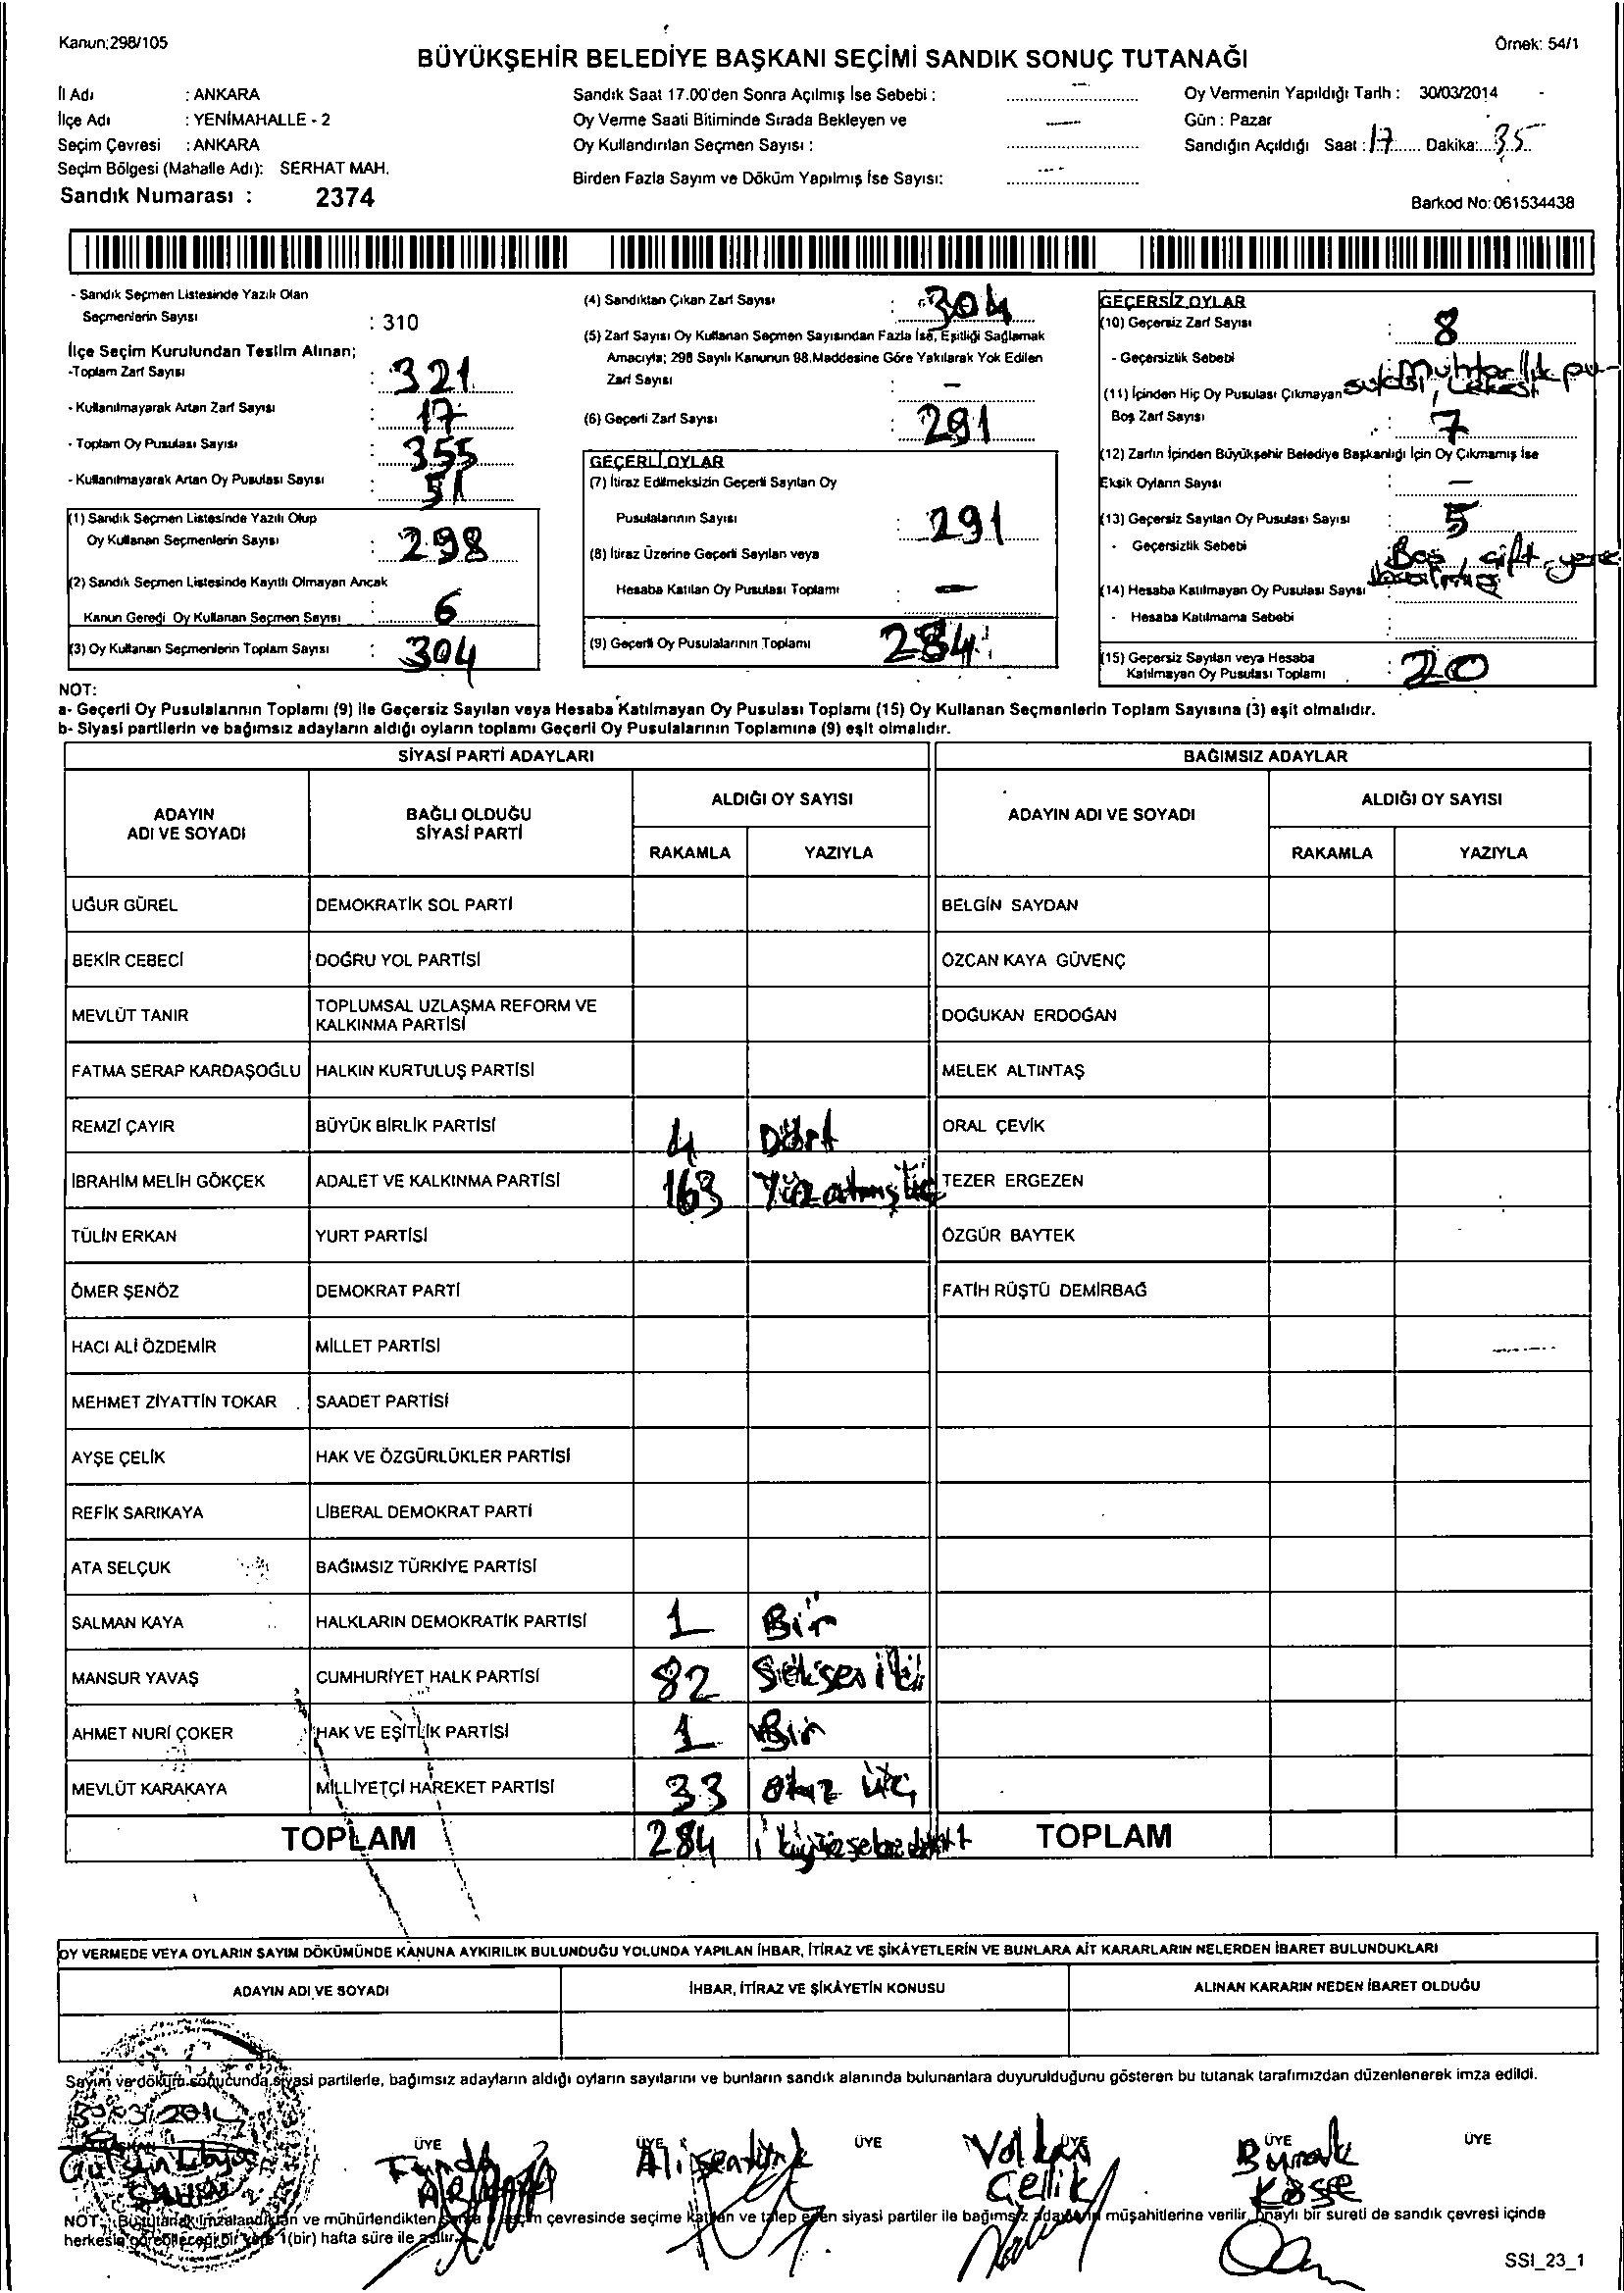 Kanun;298/105
Örnek: 54/1
BÜYÜKŞEHİR BELEDİYE BAŞKANI SEÇİMİ SANDIK SONUÇ TUTANAĞI
İl Adı : ANKARA
İlçe Adı : YENİMAHALLE - 2
Seçim Çevresi : ANKARA
Seçim Bölgesi (Mahalle Adı): SERHAT MAH.
Sandık Numarası : 2374
Sandık Saat 17.00'den Sonra Açılmış İse Sebebi :
Oy Verme Saati Bitiminde Sırada Bekleyen ve
Oy Kullandırılan Seçmen Sayısı :
Birden Fazla Sayım ve Döküm Yapılmış İse Sayısı:
Oy Vermenin Yapıldığı Tarih : 30/03/2014
Gün : Pazar
Sandığın Açıldığı Saat : 17 Dakika: 35
Barkod No: 061534438
- Sandık Seçmen Listesinde Yazılı Olan
Seçmenlerin Sayısı : 310
İlçe Seçim Kurulundan Teslim Alınan;
-Toplam Zarf Sayısı : 321
- Kullanılmayarak Artan Zarf Sayısı : 17
- Toplam Oy Pusulası Sayısı : 355
- Kullanılmayarak Artan Oy Pusulası Sayısı : 51
(1) Sandık Seçmen Listesinde Yazılı Olup
Oy Kullanan Seçmenlerin Sayısı : 298
(2) Sandık Seçmen Listesinde Kayıtlı Olmayan Ancak
Kanun Gereği Oy Kullanan Seçmen Sayısı : 6
(3) Oy Kullanan Seçmenlerin Toplam Sayısı : 304
(4) Sandıktan Çıkan Zarf Sayısı : 304
(5) Zarf Sayısı Oy Kullanan Seçmen Sayısından Fazla İse, Eşitliği Sağlamak
Amacıyla; 298 Sayılı Kanunun 98.Maddesine Göre Yakılarak Yok Edilen
Zarf Sayısı : –
(6) Geçerli Zarf Sayısı : 291
GEÇERLİ OYLAR
(7) İtiraz Edilmeksizin Geçerli Sayılan Oy
Pusulalarının Sayısı : 291
(8) İtiraz Üzerine Geçerli Sayılan veya
Hesaba Katılan Oy Pusulası Toplamı : –
(9) Geçerli Oy Pusulalarının Toplamı 284
GEÇERSİZ OYLAR
(10) Geçersiz Zarf Sayısı : 8
- Geçersizlik Sebebi : Muhtarlık pu-
(11) İçinden Hiç Oy Pusulası Çıkmayan
Boş Zarf Sayısı : 7
(12) Zarfın İçinden Büyükşehir Belediye Başkanlığı İçin Oy Çıkmamış İse
Eksik Oyların Sayısı : –
(13) Geçersiz Sayılan Oy Pusulası Sayısı : 5
- Geçersizlik Sebebi : Boş, çift yere
(14) Hesaba Katılmayan Oy Pusulası Sayısı
- Hesaba Katılmama Sebebi :
(15) Geçersiz Sayılan veya Hesaba
Katılmayan Oy Pusulası Toplamı : 20
NOT:
a- Geçerli Oy Pusulalarının Toplamı (9) ile Geçersiz Sayılan veya Hesaba Katılmayan Oy Pusulası Toplamı (15) Oy Kullanan Seçmenlerin Toplam Sayısına (3) eşit olmalıdır.
b- Siyasi partilerin ve bağımsız adayların aldığı oyların toplamı Geçerli Oy Pusulalarının Toplamına (9) eşit olmalıdır.
SİYASİ PARTİ ADAYLARI BAĞIMSIZ ADAYLAR
ADAYIN ADI VE SOYADI BAĞLI OLDUĞU SİYASİ PARTİ ALDIĞI OY SAYISI ADAYIN ADI VE SOYADI ALDIĞI OY SAYISI
RAKAMLA YAZIYLA RAKAMLA YAZIYLA
UĞUR GÜREL DEMOKRATİK SOL PARTİ BELGİN SAYDAN
BEKİR CEBECİ DOĞRU YOL PARTİSİ ÖZCAN KAYA GÜVENÇ
MEVLÜT TANIR TOPLUMSAL UZLAŞMA REFORM VE KALKINMA PARTİSİ DOĞUKAN ERDOĞAN
FATMA SERAP KARDAŞOĞLU HALKIN KURTULUŞ PARTİSİ MELEK ALTINTAŞ
REMZİ ÇAYIR BÜYÜK BİRLİK PARTİSİ 4 Dört ORAL ÇEVİK
İBRAHİM MELİH GÖKÇEK ADALET VE KALKINMA PARTİSİ 163 Yüzatmışüç TEZER ERGEZEN
TÜLİN ERKAN YURT PARTİSİ ÖZGÜR BAYTEK
ÖMER ŞENÖZ DEMOKRAT PARTİ FATİH RÜŞTÜ DEMİRBAĞ
HACI ALİ ÖZDEMİR MİLLET PARTİSİ
MEHMET ZİYATTİN TOKAR SAADET PARTİSİ
AYŞE ÇELİK HAK VE ÖZGÜRLÜKLER PARTİSİ
REFİK SARIKAYA LİBERAL DEMOKRAT PARTİ
ATA SELÇUK BAĞIMSIZ TÜRKİYE PARTİSİ
SALMAN KAYA HALKLARIN DEMOKRATİK PARTİSİ 1 Bir
MANSUR YAVAŞ CUMHURİYET HALK PARTİSİ 82 Seksen iki
AHMET NURİ ÇOKER HAK VE EŞİTLİK PARTİSİ 1 Bir
MEVLÜT KARAKAYA MİLLİYETÇİ HAREKET PARTİSİ 33 otuz üç
TOPLAM 284 TOPLAM
OY VERMEDE VEYA OYLARIN SAYIM DÖKÜMÜNDE KANUNA AYKIRILIK BULUNDUĞU YOLUNDA YAPILAN İHBAR, İTİRAZ VE ŞİKÂYETLERİN VE BUNLARA AİT KARARLARIN NELERDEN İBARET BULUNDUKLARI
ADAYIN ADI VE SOYADI İHBAR, İTİRAZ VE ŞİKÂYETİN KONUSU ALINAN KARARIN NEDEN İBARET OLDUĞU
Sayım ve döküm sonucunda siyasi partilerle, bağımsız adayların aldığı oyların sayılarını ve bunların sandık alanında bulunanlara duyurulduğunu gösteren bu tutanak tarafımızdan düzenlenerek imza edildi.
ÜYE ÜYE ÜYE ÜYE ÜYE ÜYE
Funda Volkan Çelik Burak Köse
NOT: Bu tutanak imzalandıktan ve mühürlendikten sonra o seçim çevresinde seçime katılan ve talep eden siyasi partiler ile bağımsız adayların müşahitlerine verilir, onaylı bir sureti de sandık çevresi içinde
herkesin görebileceği bir yere 1(bir) hafta süre ile asılır.
SSI_23_1